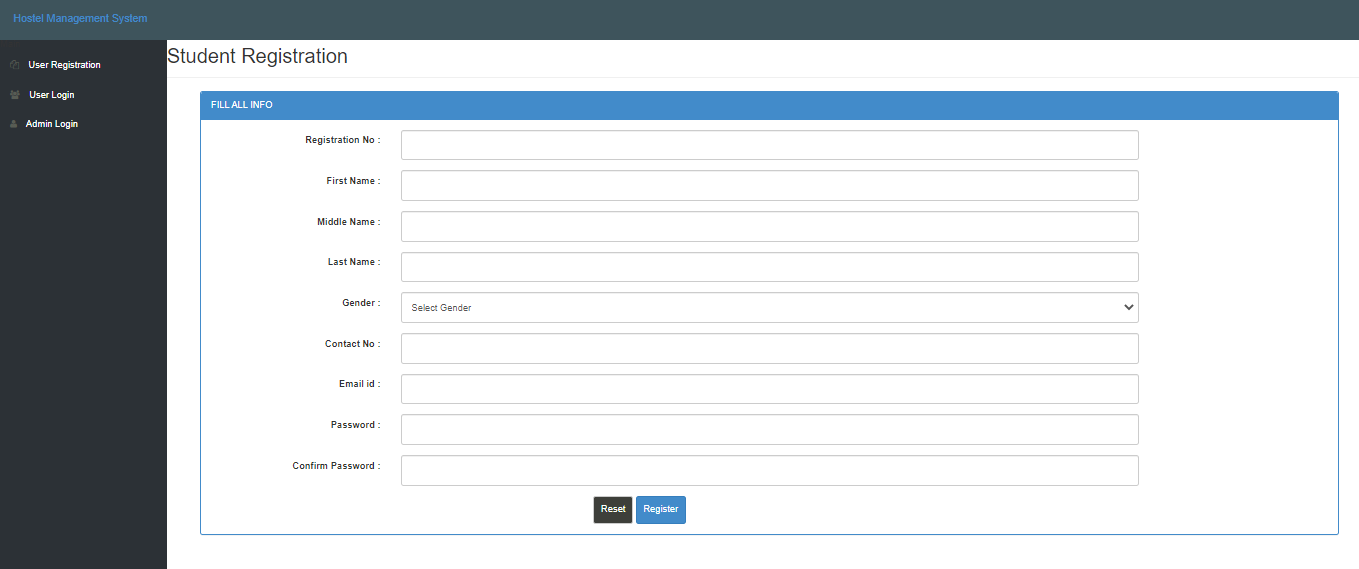 Hostel Management System
User Registration
User Login
Admin Login
Student Registration
FILL ALL INFO
Registration No :
First Name :
Middle Name :
Last Name :
Gender :
Select Gender
Contact No :
Email id :
Password :
Confirm Password :
Reset Register